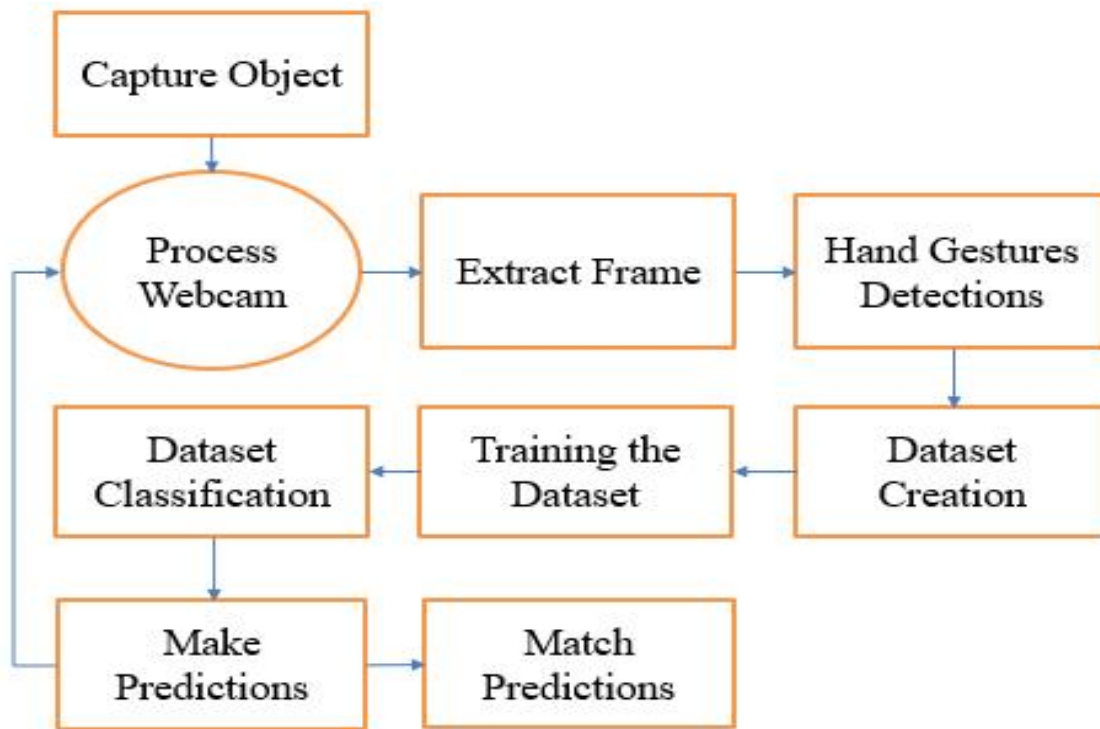 Capture Object
Process
Webcam
Extract Frame
Hand Gestures
Detections
Dataset
Creation
Training the
Dataset
Dataset
Classification
Make
Predictions
Match
Predictions